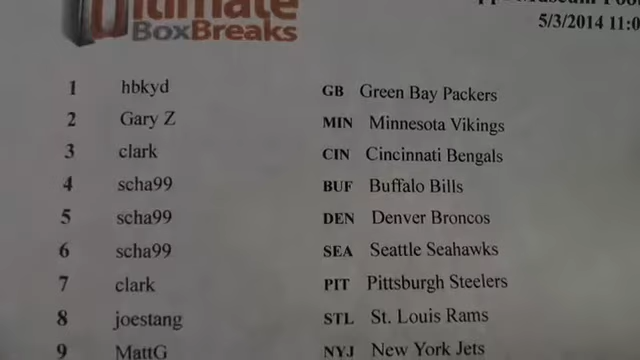 Ultimate
BoxBreaks
5/3/2014 11:0
1 hbkyd GB Green Bay Packers
2 Gary Z MIN Minnesota Vikings
3 clark CIN Cincinnati Bengals
4 scha99 BUF Buffalo Bills
5 scha99 DEN Denver Broncos
6 scha99 SEA Seattle Seahawks
7 clark PIT Pittsburgh Steelers
8 joestang STL St. Louis Rams
9 MattG NYJ New York Jets